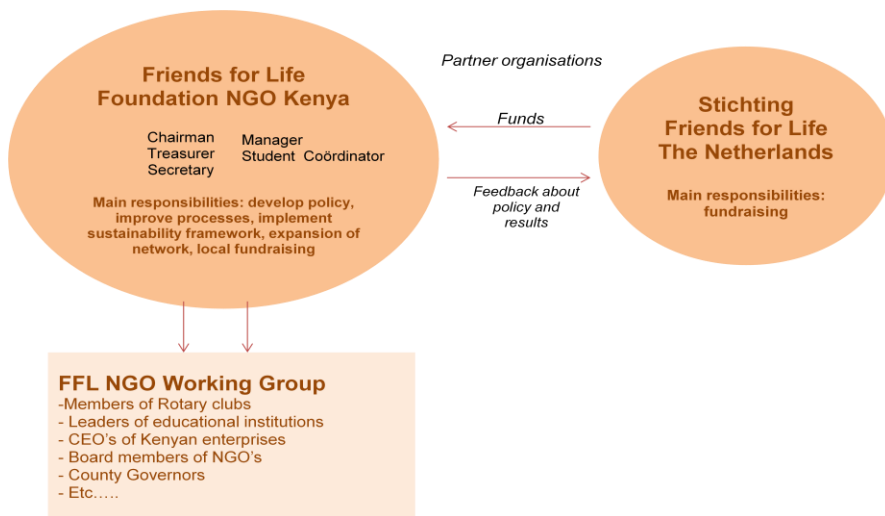 Friends for Life
Foundation NGO Kenya
Chairman
Treasurer
Secretary
Manager
Student Coördinator
Main responsibilities: develop policy,
improve processes, implement
sustainability framework, expansion of
network, local fundraising
Partner organisations
Funds
Feedback about
policy and
results
Stichting
Friends for Life
The Netherlands
Main responsibilities:
fundraising
FFL NGO Working Group
-Members of Rotary clubs
- Leaders of educational institutions
- CEO's of Kenyan enterprises
- Board members of NGO's
- County Governors
- Etc…..